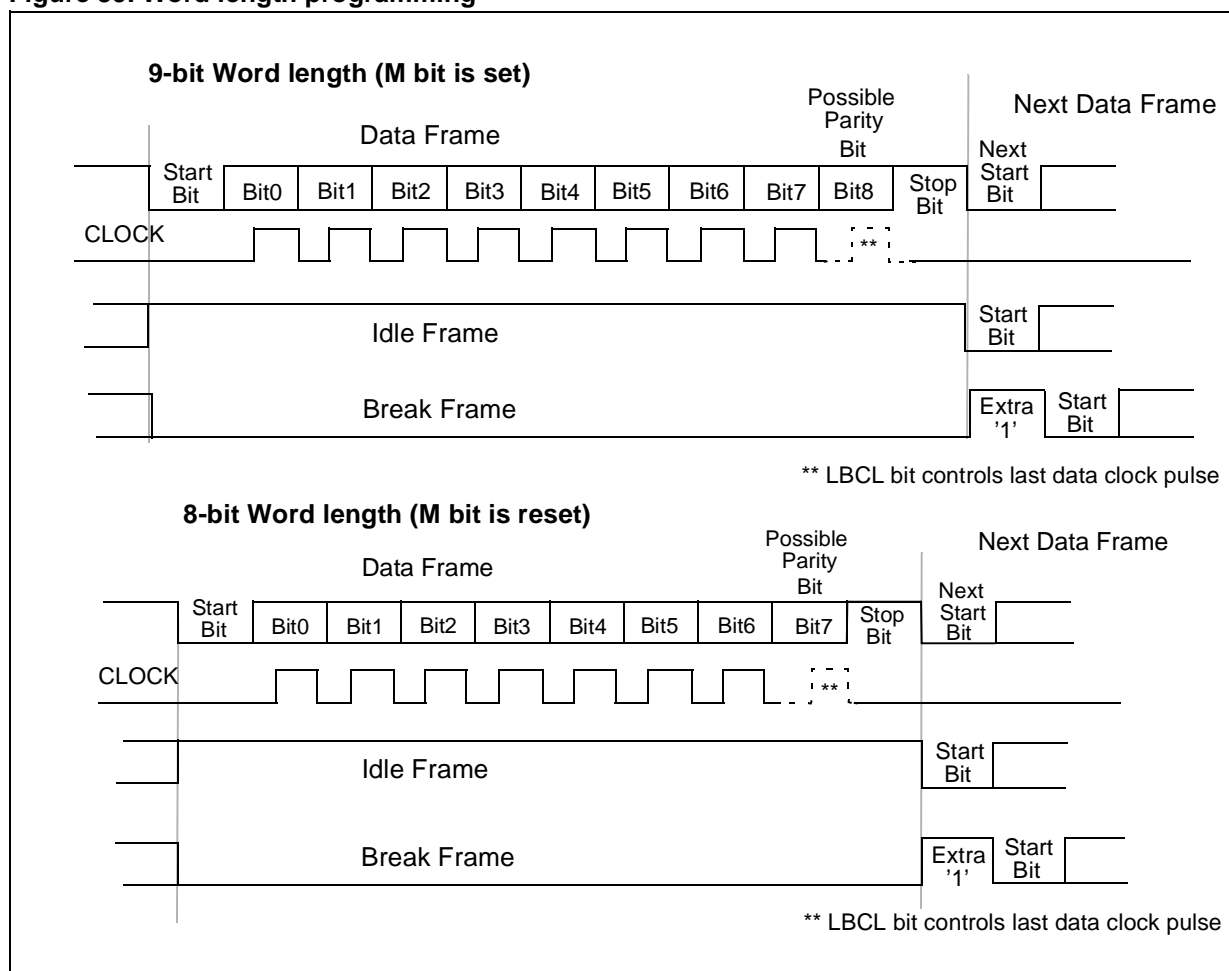 9-bit Word length (M bit is set)
Possible
Parity
Bit
Next Data Frame
Data Frame
Start
Bit
Bit0
Bit1
Bit2
Bit3
Bit4
Bit5
Bit6
Bit7
Bit8
Stop
Bit
Next
Start
Bit
CLOCK
**
Idle Frame
Start
Bit
Break Frame
Extra
'1'
Start
Bit
** LBCL bit controls last data clock pulse
8-bit Word length (M bit is reset)
Possible
Parity
Bit
Next Data Frame
Data Frame
Start
Bit
Bit0
Bit1
Bit2
Bit3
Bit4
Bit5
Bit6
Bit7
Stop
Bit
Next
Start
Bit
CLOCK
**
Idle Frame
Start
Bit
Break Frame
Extra
'1'
Start
Bit
** LBCL bit controls last data clock pulse